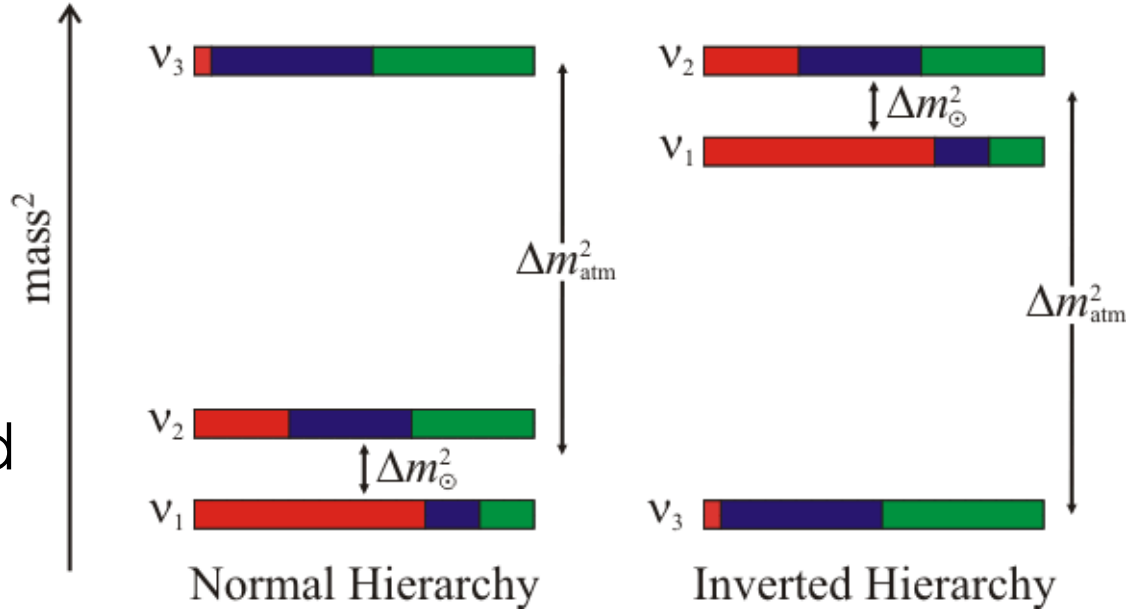 mass²
ν₃
Δm²atm
ν₂
Δm²⊙
ν₁
Normal Hierarchy
ν₂
Δm²⊙
ν₁
Δm²atm
ν₃
Inverted Hierarchy
d